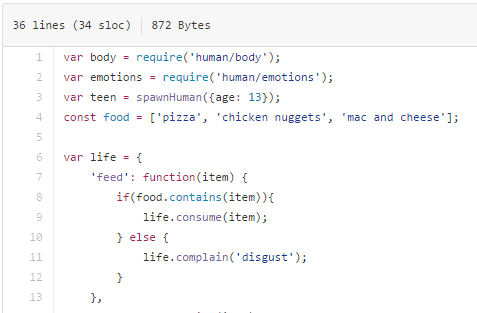 36 lines (34 sloc) 872 Bytes
1 var body = require('human/body');
2 var emotions = require('human/emotions');
3 var teen = spawnHuman({age: 13});
4 const food = ['pizza', 'chicken nuggets', 'mac and cheese'];
5
6 var life = {
7 'feed': function(item) {
8 if(food.contains(item)){
9 life.consume(item);
10 } else {
11 life.complain('disgust');
12 }
13 },